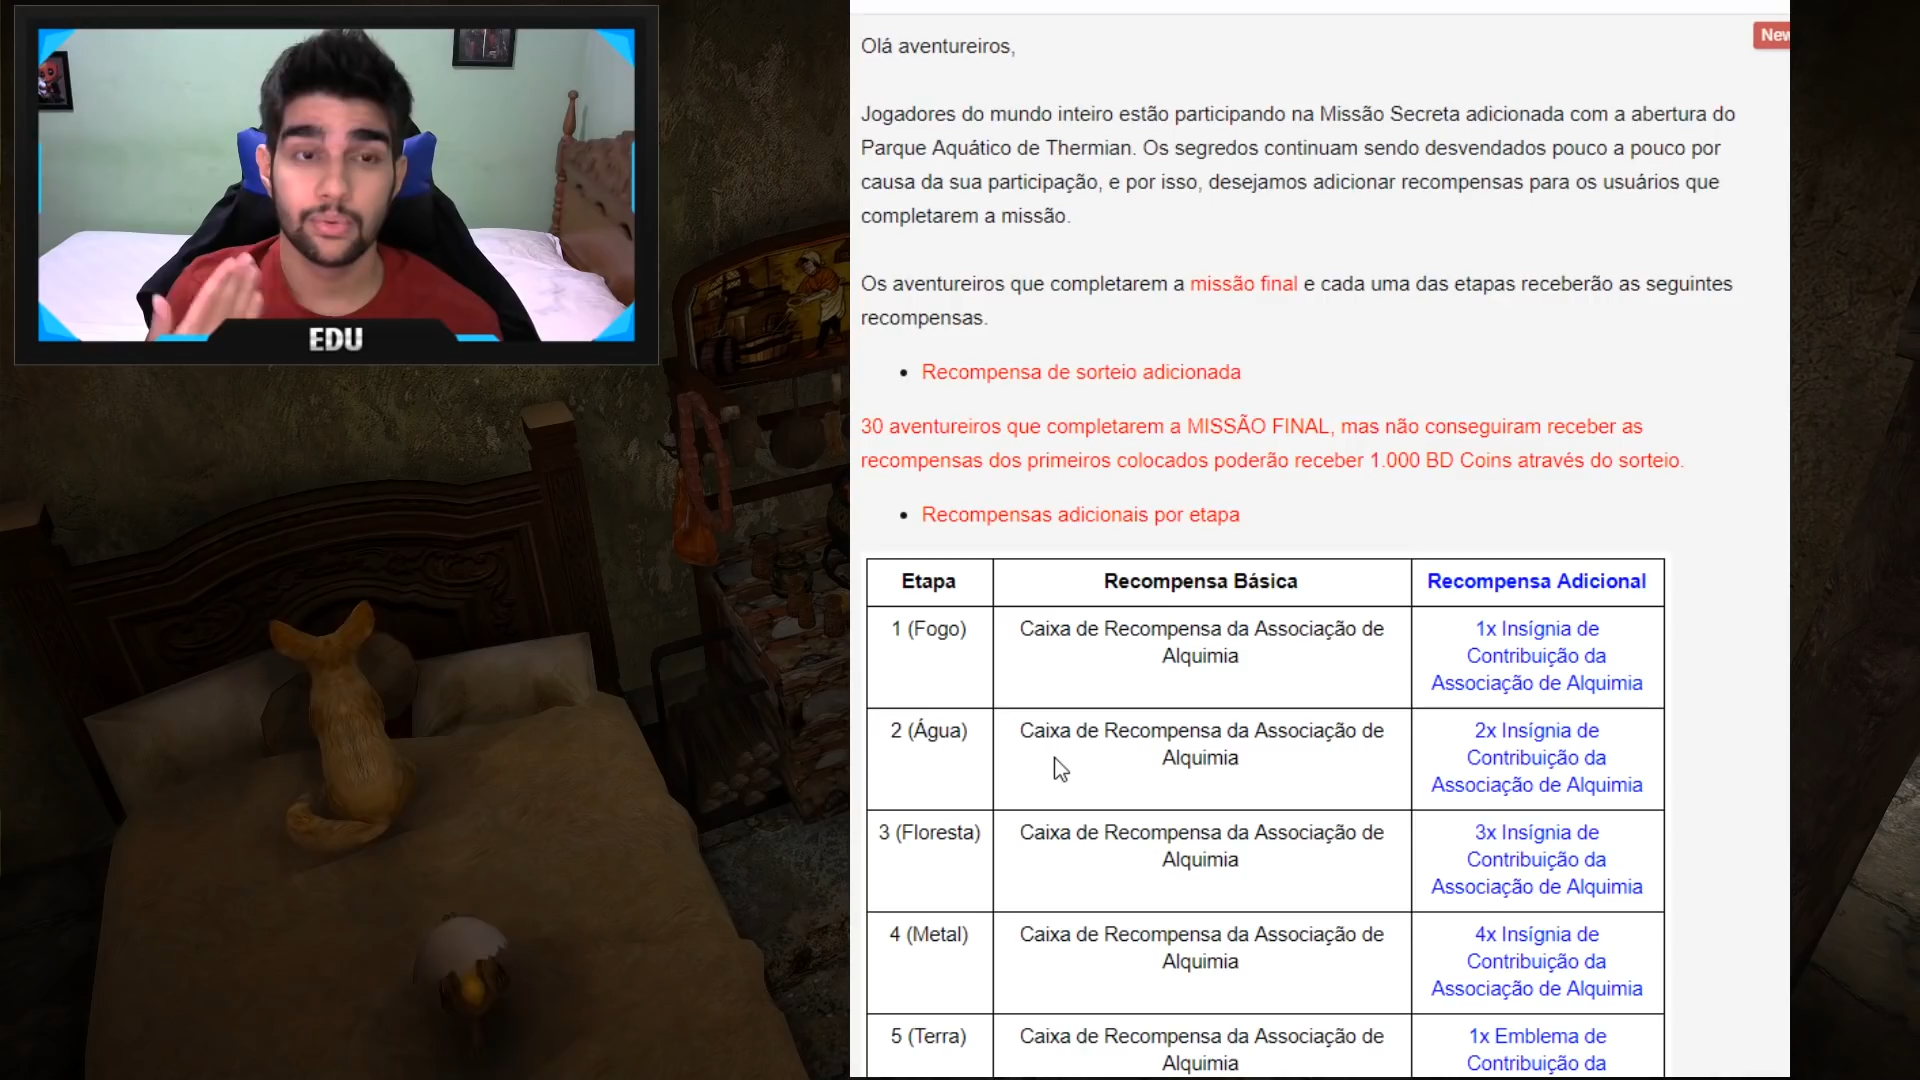 EDU
New
Olá aventureiros,
Jogadores do mundo inteiro estão participando na Missão Secreta adicionada com a abertura do
Parque Aquático de Thermian. Os segredos continuam sendo desvendados pouco a pouco por
causa da sua participação, e por isso, desejamos adicionar recompensas para os usuários que
completarem a missão.
Os aventureiros que completarem a missão final e cada uma das etapas receberão as seguintes
recompensas.
• Recompensa de sorteio adicionada
30 aventureiros que completarem a MISSÃO FINAL, mas não conseguiram receber as
recompensas dos primeiros colocados poderão receber 1.000 BD Coins através do sorteio.
• Recompensas adicionais por etapa
Etapa Recompensa Básica Recompensa Adicional
1 (Fogo) Caixa de Recompensa da Associação de
Alquimia
1x Insígnia de
Contribuição da
Associação de Alquimia
2 (Água) Caixa de Recompensa da Associação de
Alquimia
2x Insígnia de
Contribuição da
Associação de Alquimia
3 (Floresta) Caixa de Recompensa da Associação de
Alquimia
3x Insígnia de
Contribuição da
Associação de Alquimia
4 (Metal) Caixa de Recompensa da Associação de
Alquimia
4x Insígnia de
Contribuição da
Associação de Alquimia
5 (Terra) Caixa de Recompensa da Associação de
Alquimia
1x Emblema de
Contribuição da